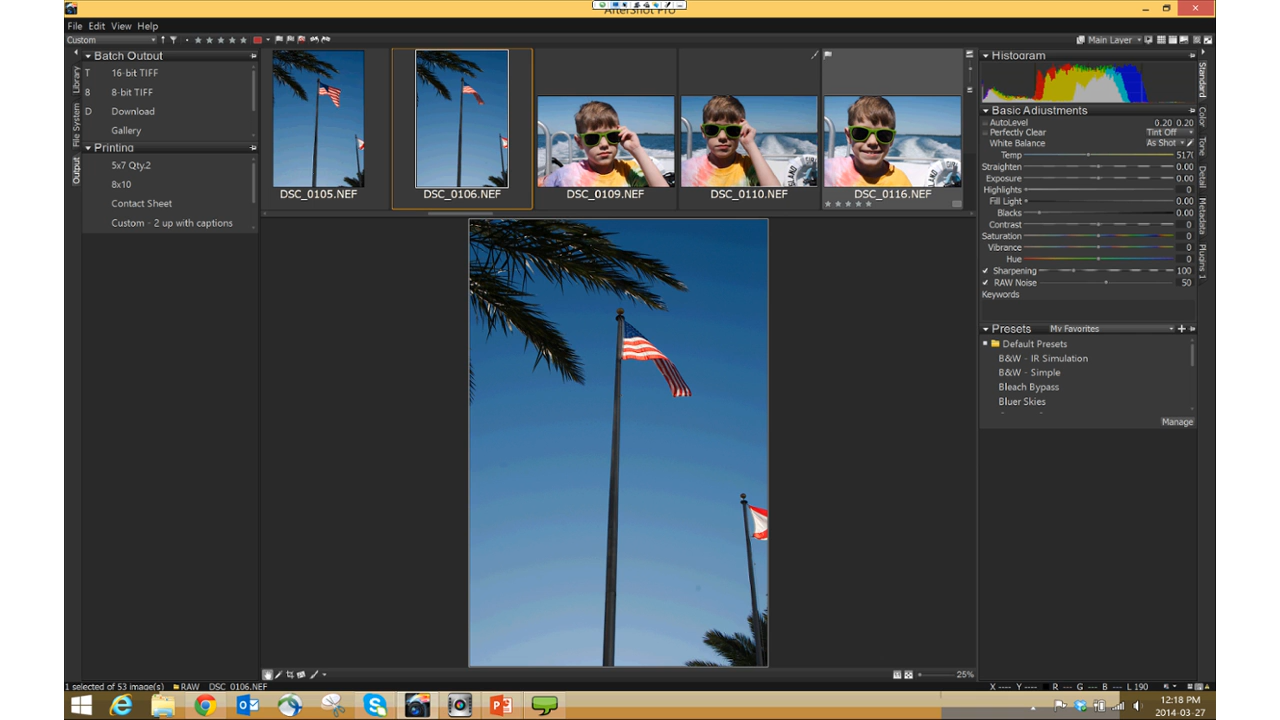 AfterShot Pro
File Edit View Help
Custom
Main Layer
Batch Output
T 16-bit TIFF
8 8-bit TIFF
D Download
Gallery
Printing
5x7 Qty.2
8x10
Contact Sheet
Custom - 2 up with captions
Library
File System
Output
DSC_0105.NEF
DSC_0106.NEF
DSC_0109.NEF
DSC_0110.NEF
DSC_0116.NEF
Histogram
Basic Adjustments
AutoLevel 0.20 0.20
Perfectly Clear Tint Off
White Balance As Shot
Temp 517
Straighten 0.00
Exposure 0.00
Highlights 0
Fill Light 0.00
Blacks 0.00
Contrast 0
Saturation 0
Vibrance 0
Hue 0
Sharpening 100
RAW Noise 50
Keywords
Presets My Favorites
Default Presets
B&W - IR Simulation
B&W - Simple
Bleach Bypass
Bluer Skies
Manage
Standard
Color
Tone
Detail
Metadata
Plugins 1
25%
1 selected of 53 image(s) RAW DSC_0106.NEF
X ---- Y ---- R --- G --- B --- L 190
12:18 PM
2014-03-27